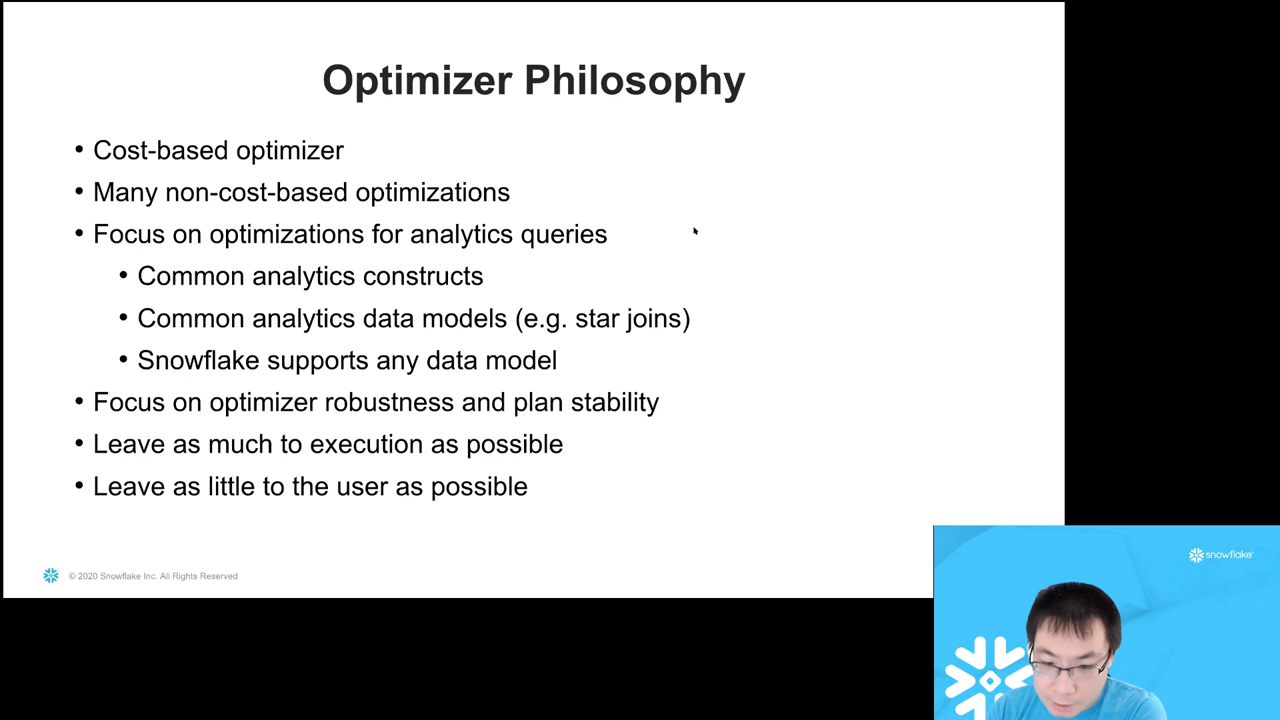 Optimizer Philosophy
• Cost-based optimizer
• Many non-cost-based optimizations
• Focus on optimizations for analytics queries
• Common analytics constructs
• Common analytics data models (e.g. star joins)
• Snowflake supports any data model
• Focus on optimizer robustness and plan stability
• Leave as much to execution as possible
• Leave as little to the user as possible
© 2020 Snowflake Inc. All Rights Reserved
snowflake